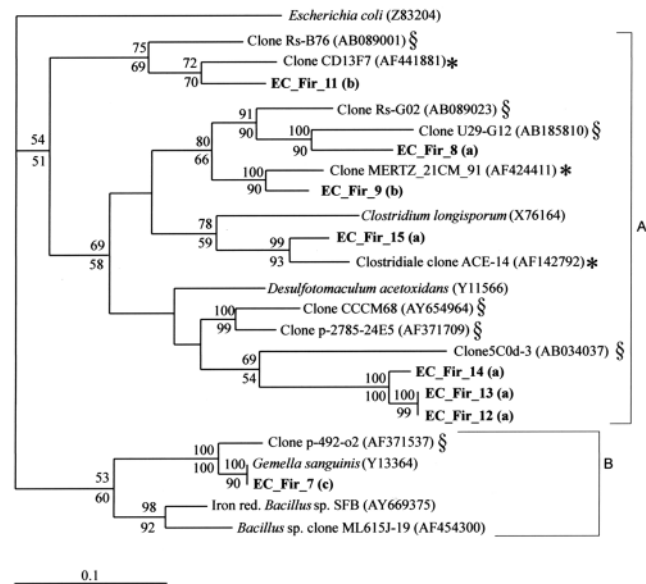 Escherichia coli (Z83204)
75
Clone Rs-B76 (AB089001) §
69
72
Clone CD13F7 (AF441881) *
70
EC_Fir_11 (b)
A
54
51
91
Clone Rs-G02 (AB089023) §
90
100
Clone U29-G12 (AB185810) §
90
EC_Fir_8 (a)
80
66
100
Clone MERTZ_21CM_91 (AF424411) *
90
EC_Fir_9 (b)
69
58
78
Clostridium longisporum (X76164)
59
99
EC_Fir_15 (a)
93
Clostridiale clone ACE-14 (AF142792) *
Desulfotomaculum acetoxidans (Y11566)
100
Clone CCCM68 (AY654964) §
99
Clone p-2785-24E5 (AF371709) §
69
Clone5C0d-3 (AB034037) §
54
100
EC_Fir_14 (a)
100
100
EC_Fir_13 (a)
99
EC_Fir_12 (a)
B
100
Clone p-492-o2 (AF371537) §
100
100
Gemella sanguinis (Y13364)
90
EC_Fir_7 (c)
53
60
98
Iron red. Bacillus sp. SFB (AY669375)
92
Bacillus sp. clone ML615J-19 (AF454300)
0.1